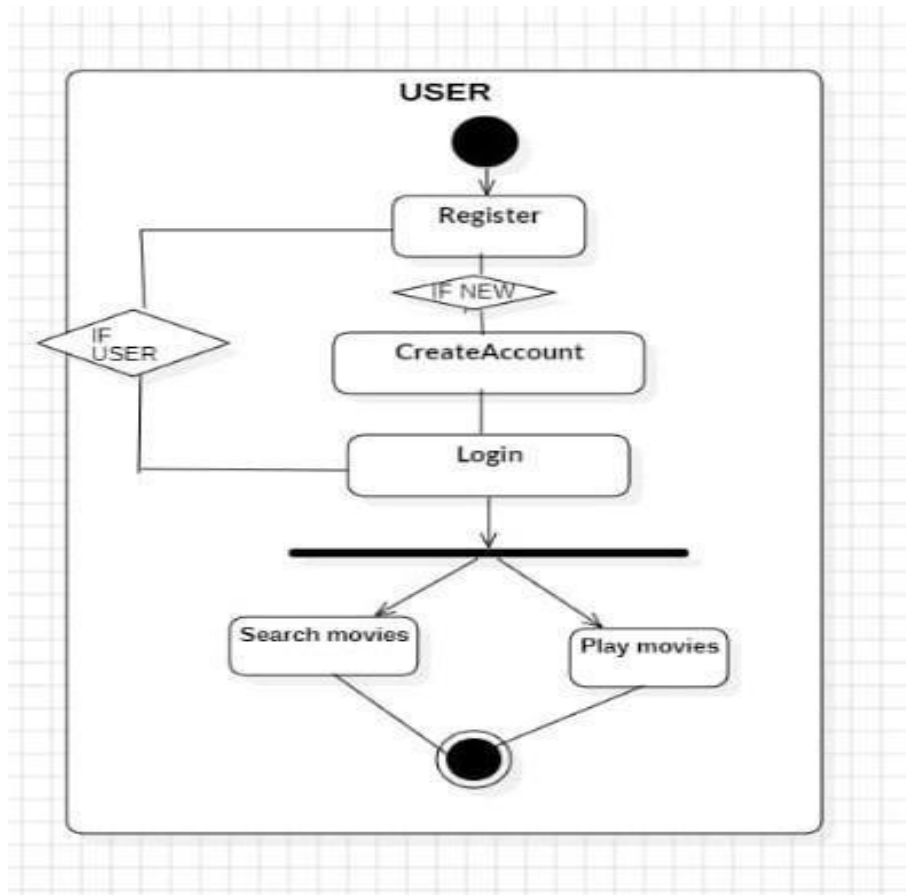 USER
Register
IF NEW
IF
USER
CreateAccount
Login
Search movies
Play movies